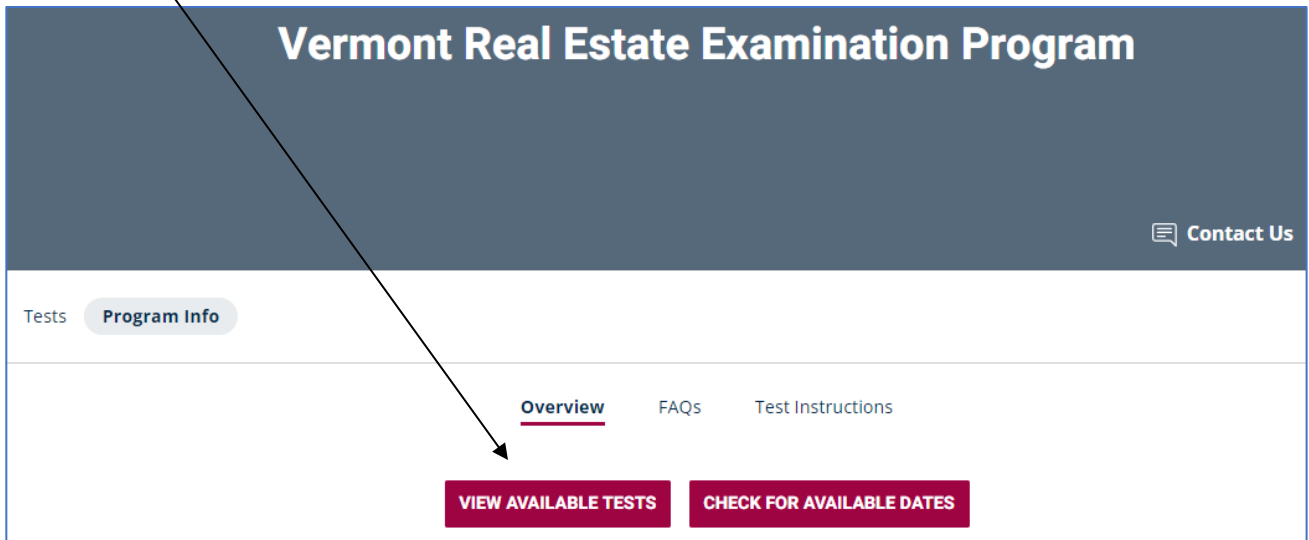 Vermont Real Estate Examination Program
Contact Us
Tests Program Info
Overview FAQs Test Instructions
VIEW AVAILABLE TESTS CHECK FOR AVAILABLE DATES